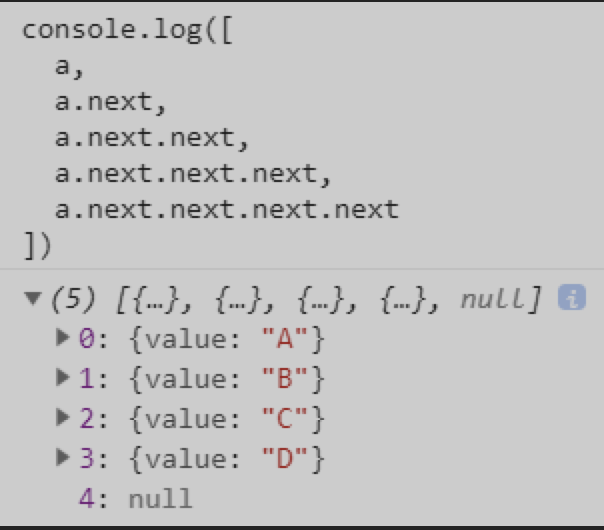 console.log([
  a,
  a.next,
  a.next.next,
  a.next.next.next,
  a.next.next.next.next
])
(5) [{…}, {…}, {…}, {…}, null] i
0: {value: "A"}
1: {value: "B"}
2: {value: "C"}
3: {value: "D"}
4: null